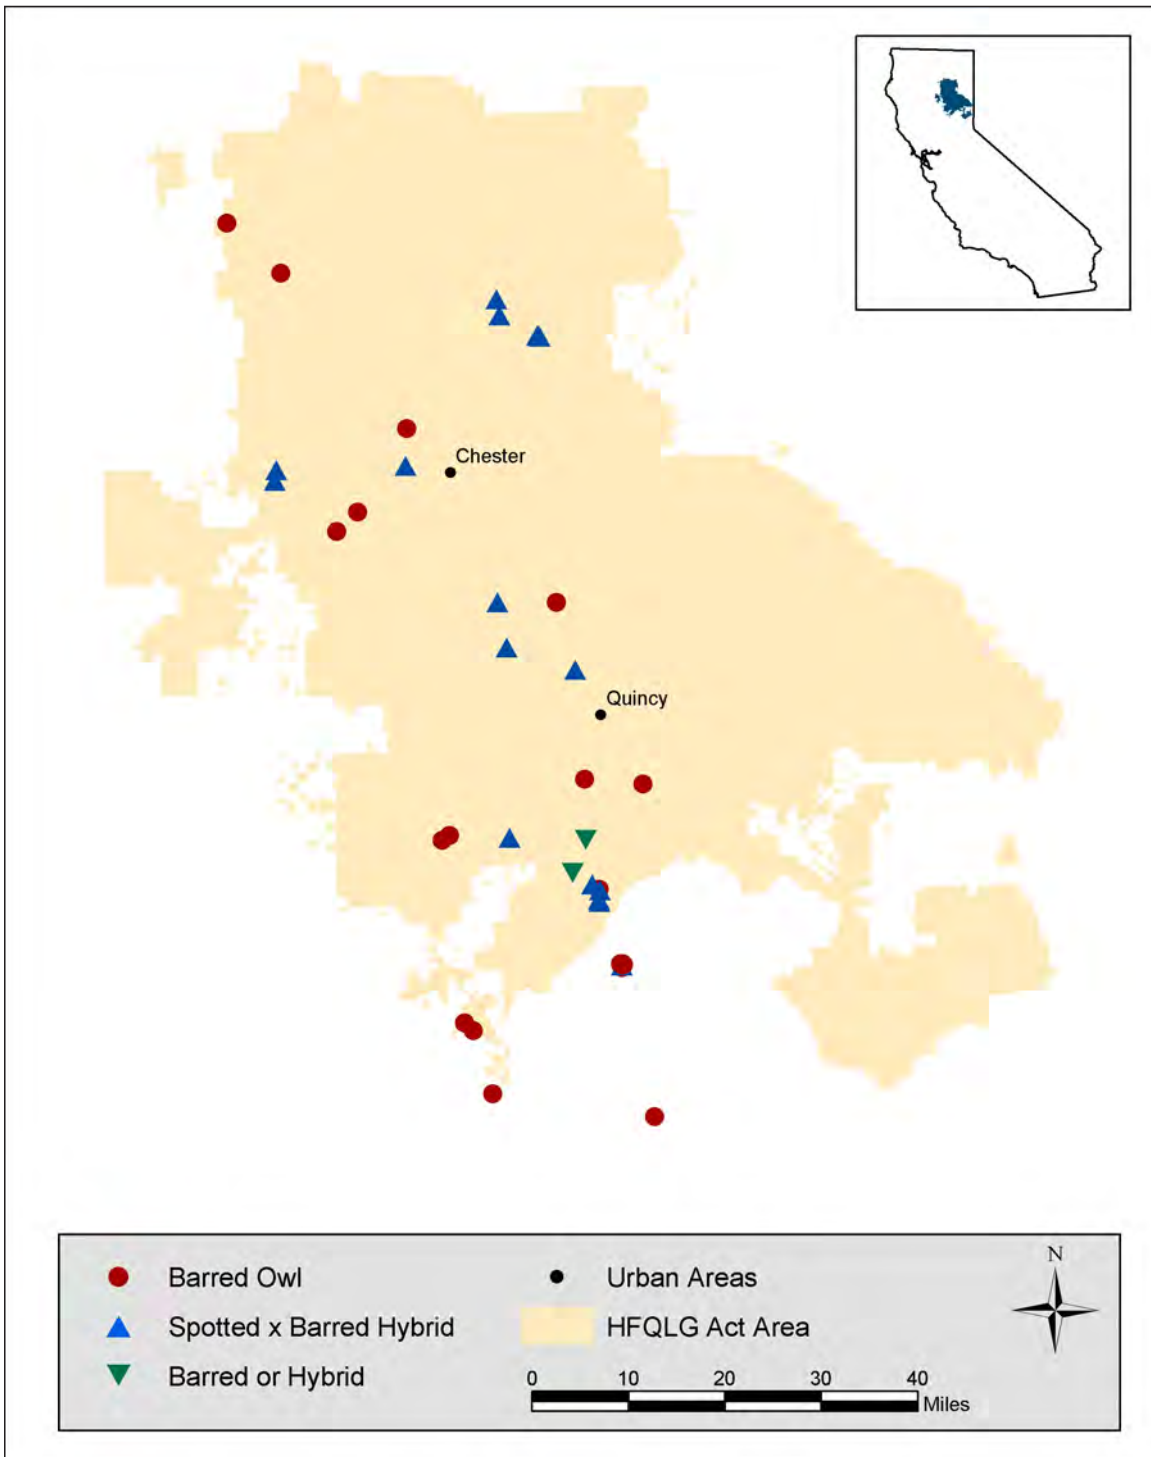 Chester
Quincy
Barred Owl
Spotted x Barred Hybrid
Barred or Hybrid
Urban Areas
HFQLG Act Area
0 10 20 30 40
Miles
N